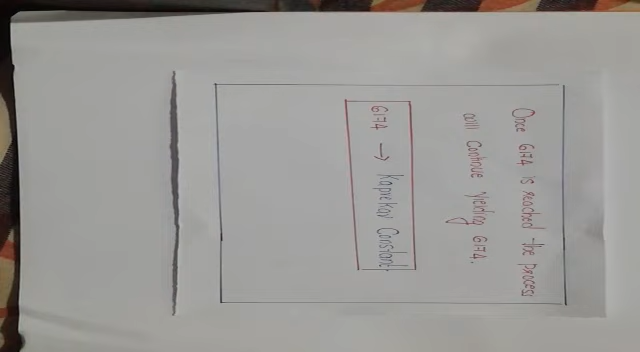 Once 6174 is reached the process
will continue yielding 6174.
6174 → Kaprekar Constant